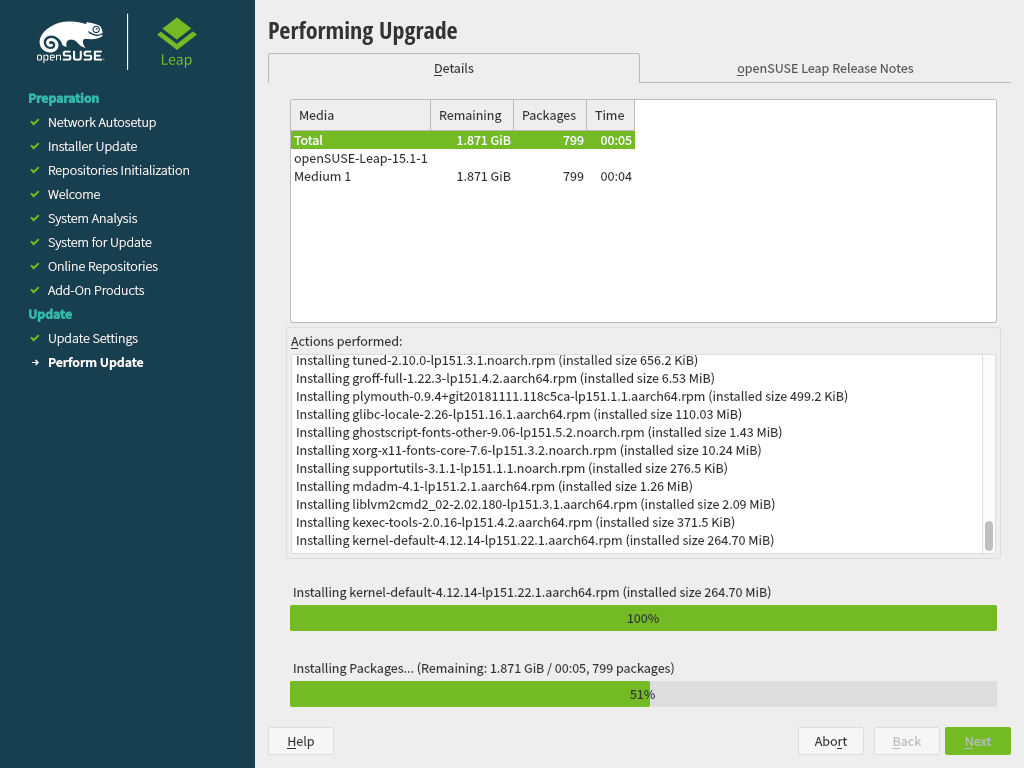 openSUSE
Leap
Preparation
Network Autosetup
Installer Update
Repositories Initialization
Welcome
System Analysis
System for Update
Online Repositories
Add-On Products
Update
Update Settings
Perform Update
Performing Upgrade
Details
openSUSE Leap Release Notes
Media Remaining Packages Time
Total 1.871 GiB 799 00:05
openSUSE-Leap-15.1-1
Medium 1 1.871 GiB 799 00:04
Actions performed:
Installing tuned-2.10.0-lp151.3.1.noarch.rpm (installed size 656.2 KiB)
Installing groff-full-1.22.3-lp151.4.2.aarch64.rpm (installed size 6.53 MiB)
Installing plymouth-0.9.4+git20181111.118c5ca-lp151.1.1.aarch64.rpm (installed size 499.2 KiB)
Installing glibc-locale-2.26-lp151.16.1.aarch64.rpm (installed size 110.03 MiB)
Installing ghostscript-fonts-other-9.06-lp151.5.2.noarch.rpm (installed size 1.43 MiB)
Installing xorg-x11-fonts-core-7.6-lp151.3.2.noarch.rpm (installed size 10.24 MiB)
Installing supportutils-3.1.1-lp151.1.1.noarch.rpm (installed size 276.5 KiB)
Installing mdadm-4.1-lp151.2.1.aarch64.rpm (installed size 1.26 MiB)
Installing liblvm2cmd2_02-2.02.180-lp151.3.1.aarch64.rpm (installed size 2.09 MiB)
Installing kexec-tools-2.0.16-lp151.4.2.aarch64.rpm (installed size 371.5 KiB)
Installing kernel-default-4.12.14-lp151.22.1.aarch64.rpm (installed size 264.70 MiB)
Installing kernel-default-4.12.14-lp151.22.1.aarch64.rpm (installed size 264.70 MiB)
100%
Installing Packages... (Remaining: 1.871 GiB / 00:05, 799 packages)
51%
Help
Abort
Back
Next